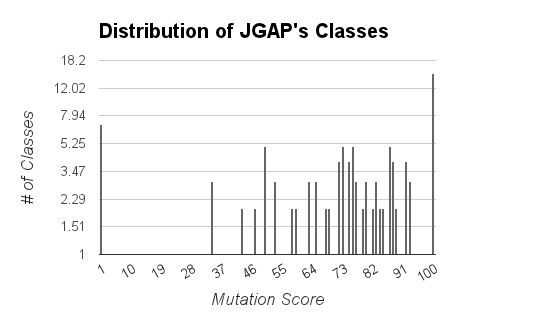 Distribution of JGAP's Classes
18.2
12.02
7.94
5.25
3.47
2.29
1.51
1
# of Classes
1 10 19 28 37 46 55 64 73 82 91 100
Mutation Score